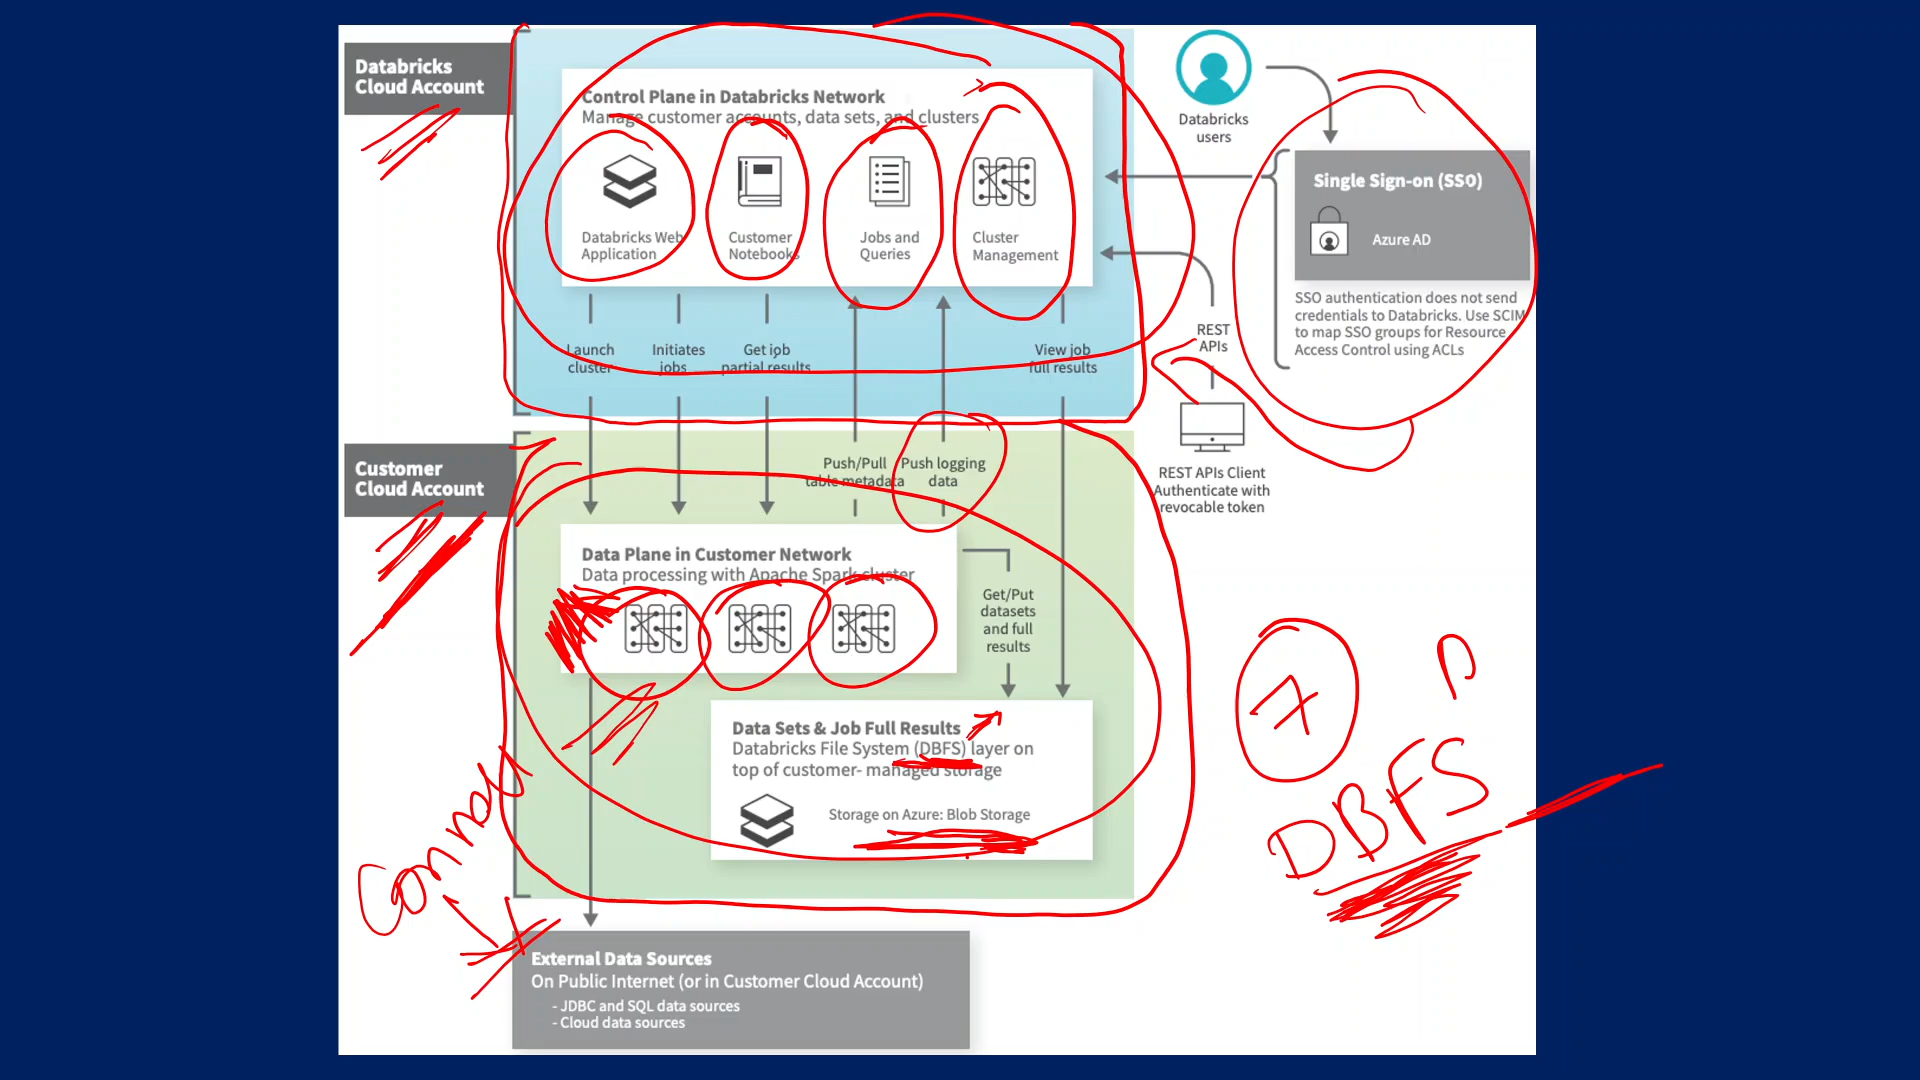 Databricks
Cloud Account
Control Plane in Databricks Network
Manage customer accounts, data sets, and clusters
Databricks Web
Application
Customer
Notebooks
Jobs and
Queries
Cluster
Management
Launch
cluster
Initiates
jobs
Get job
partial results
View job
full results
Databricks
users
Single Sign-on (SSO)
Azure AD
SSO authentication does not send
credentials to Databricks. Use SCIM
to map SSO groups for Resource
Access Control using ACLs
REST
APIs
REST APIs Client
Authenticate with
revocable token
Customer
Cloud Account
Push/Pull
table metadata
Push logging
data
Data Plane in Customer Network
Data processing with Apache Spark cluster
Get/Put
datasets
and full
results
Data Sets & Job Full Results
Databricks File System (DBFS) layer on
top of customer- managed storage
Storage on Azure: Blob Storage
7
DBFS
External Data Sources
On Public Internet (or in Customer Cloud Account)
- JDBC and SQL data sources
- Cloud data sources